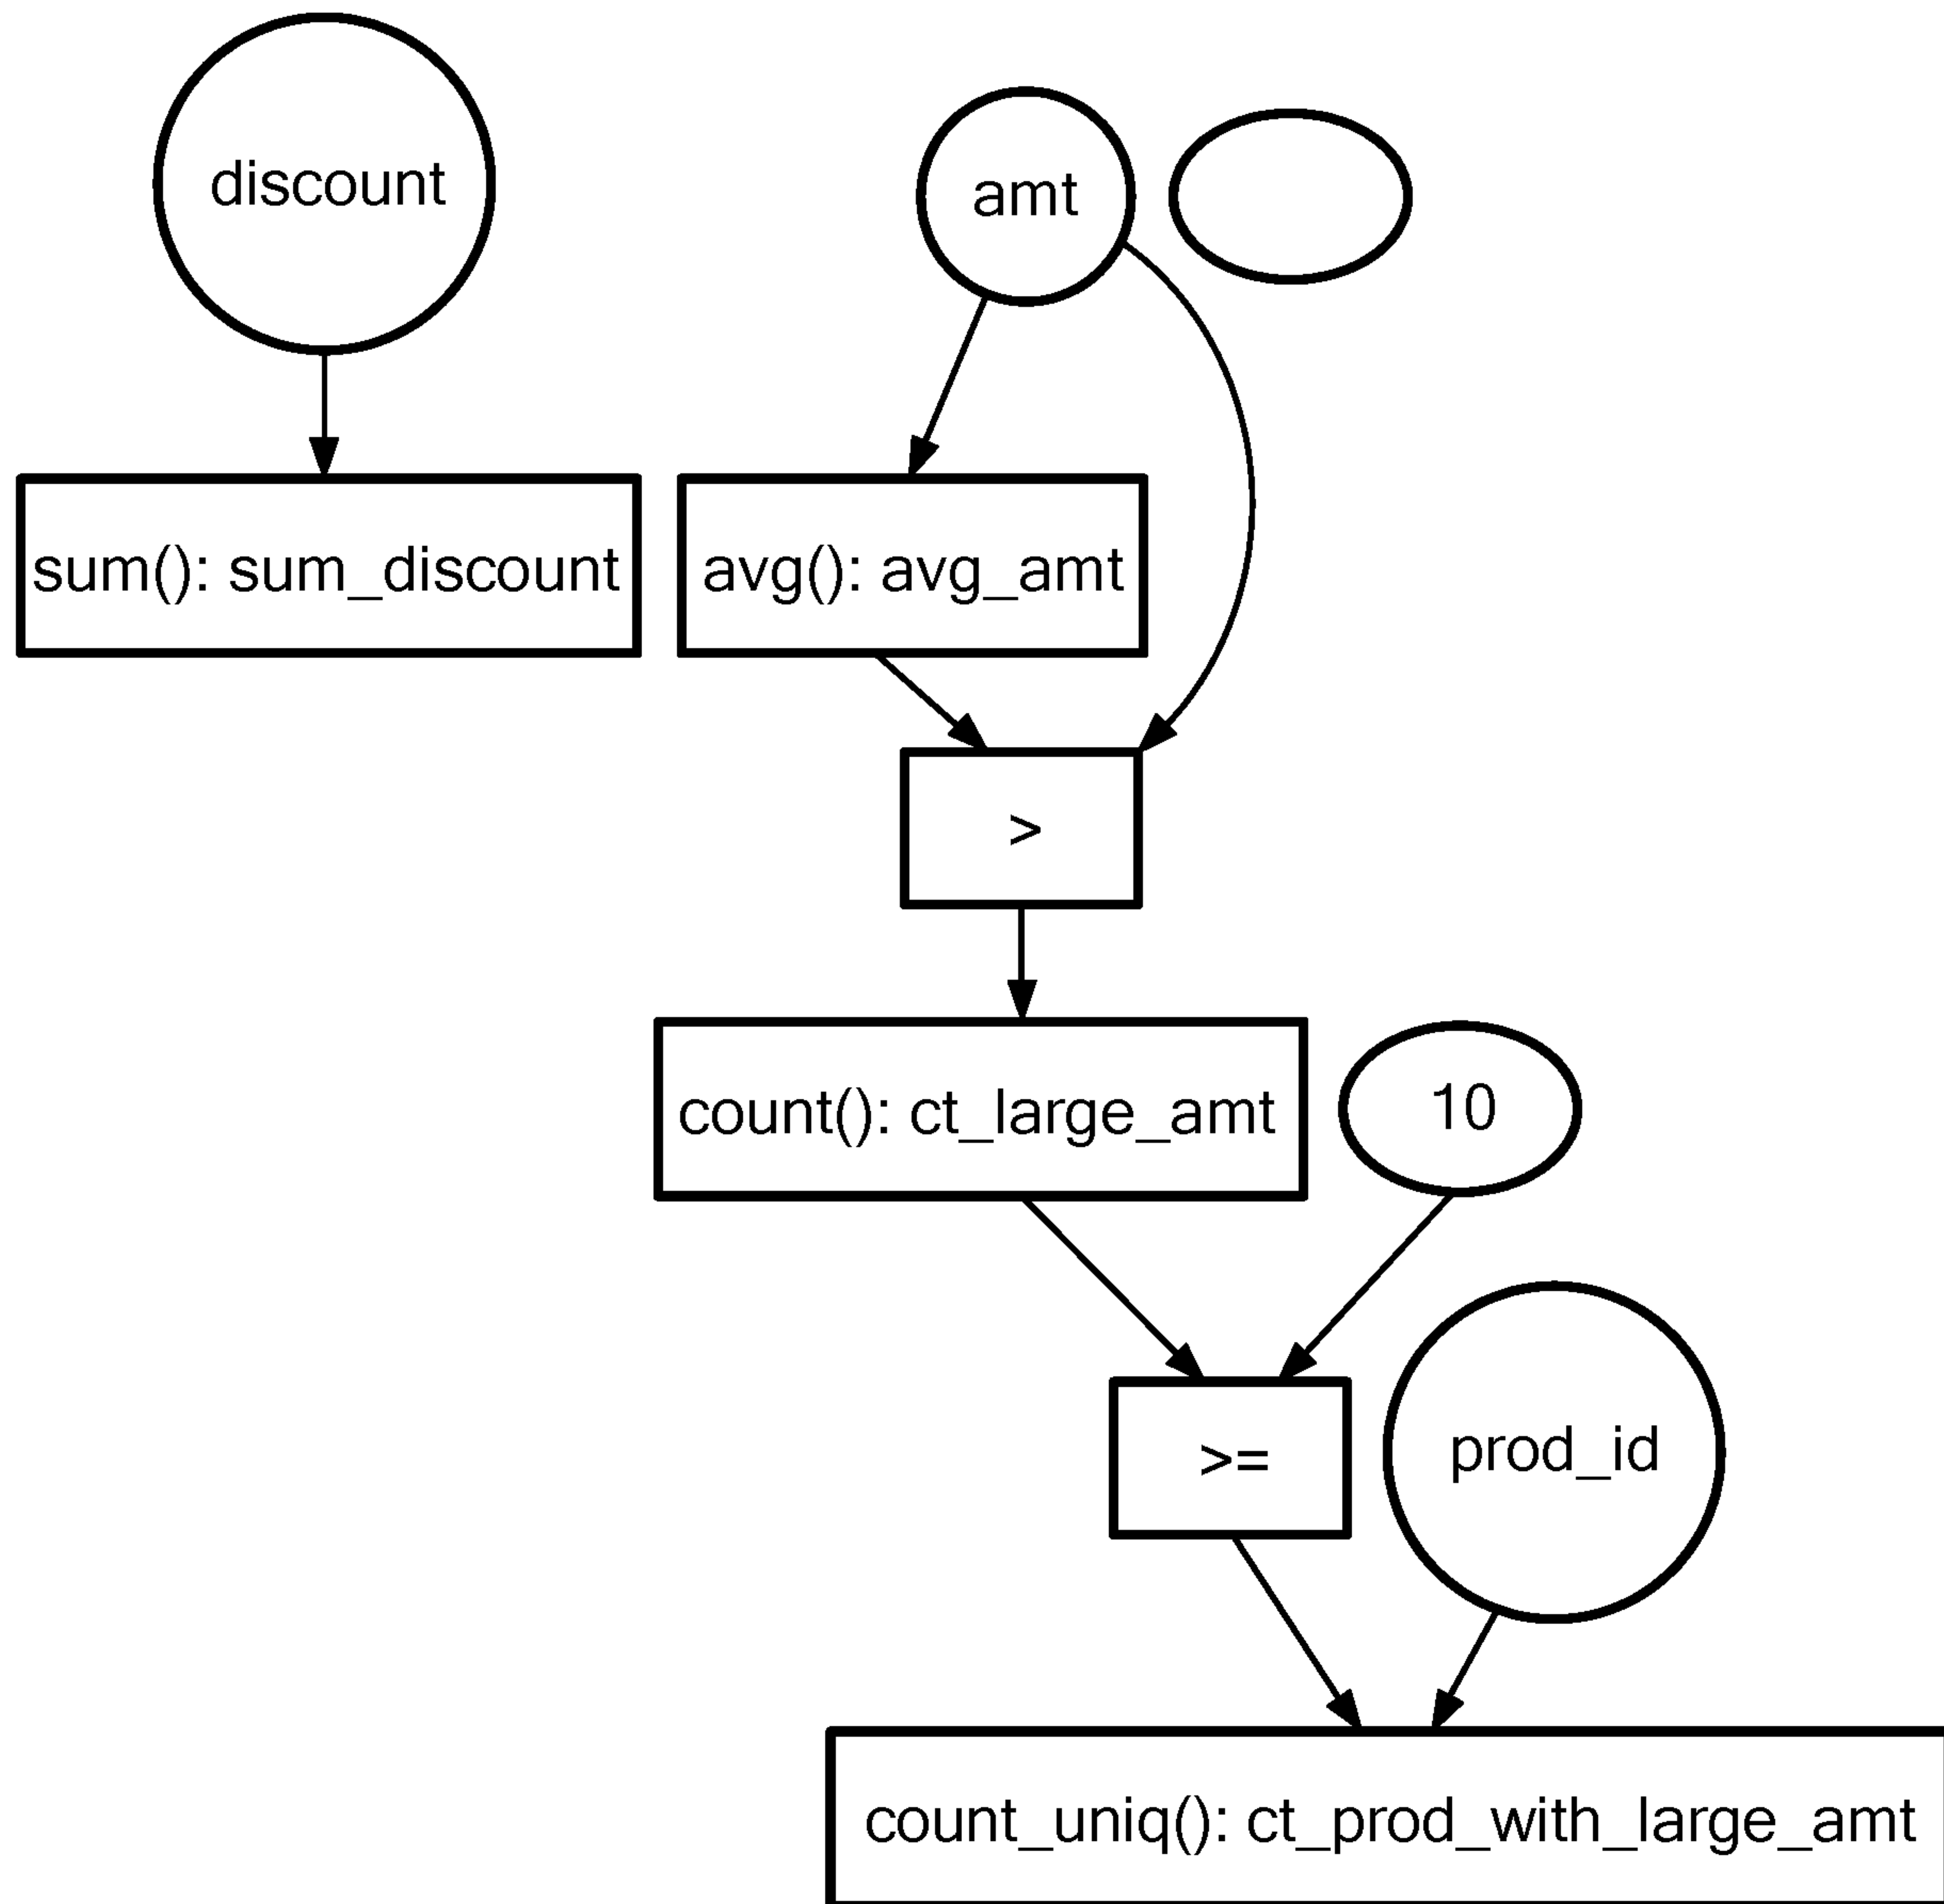 discount
amt
sum(): sum_discount
avg(): avg_amt
>
count(): ct_large_amt
10
>=
prod_id
count_uniq(): ct_prod_with_large_amt